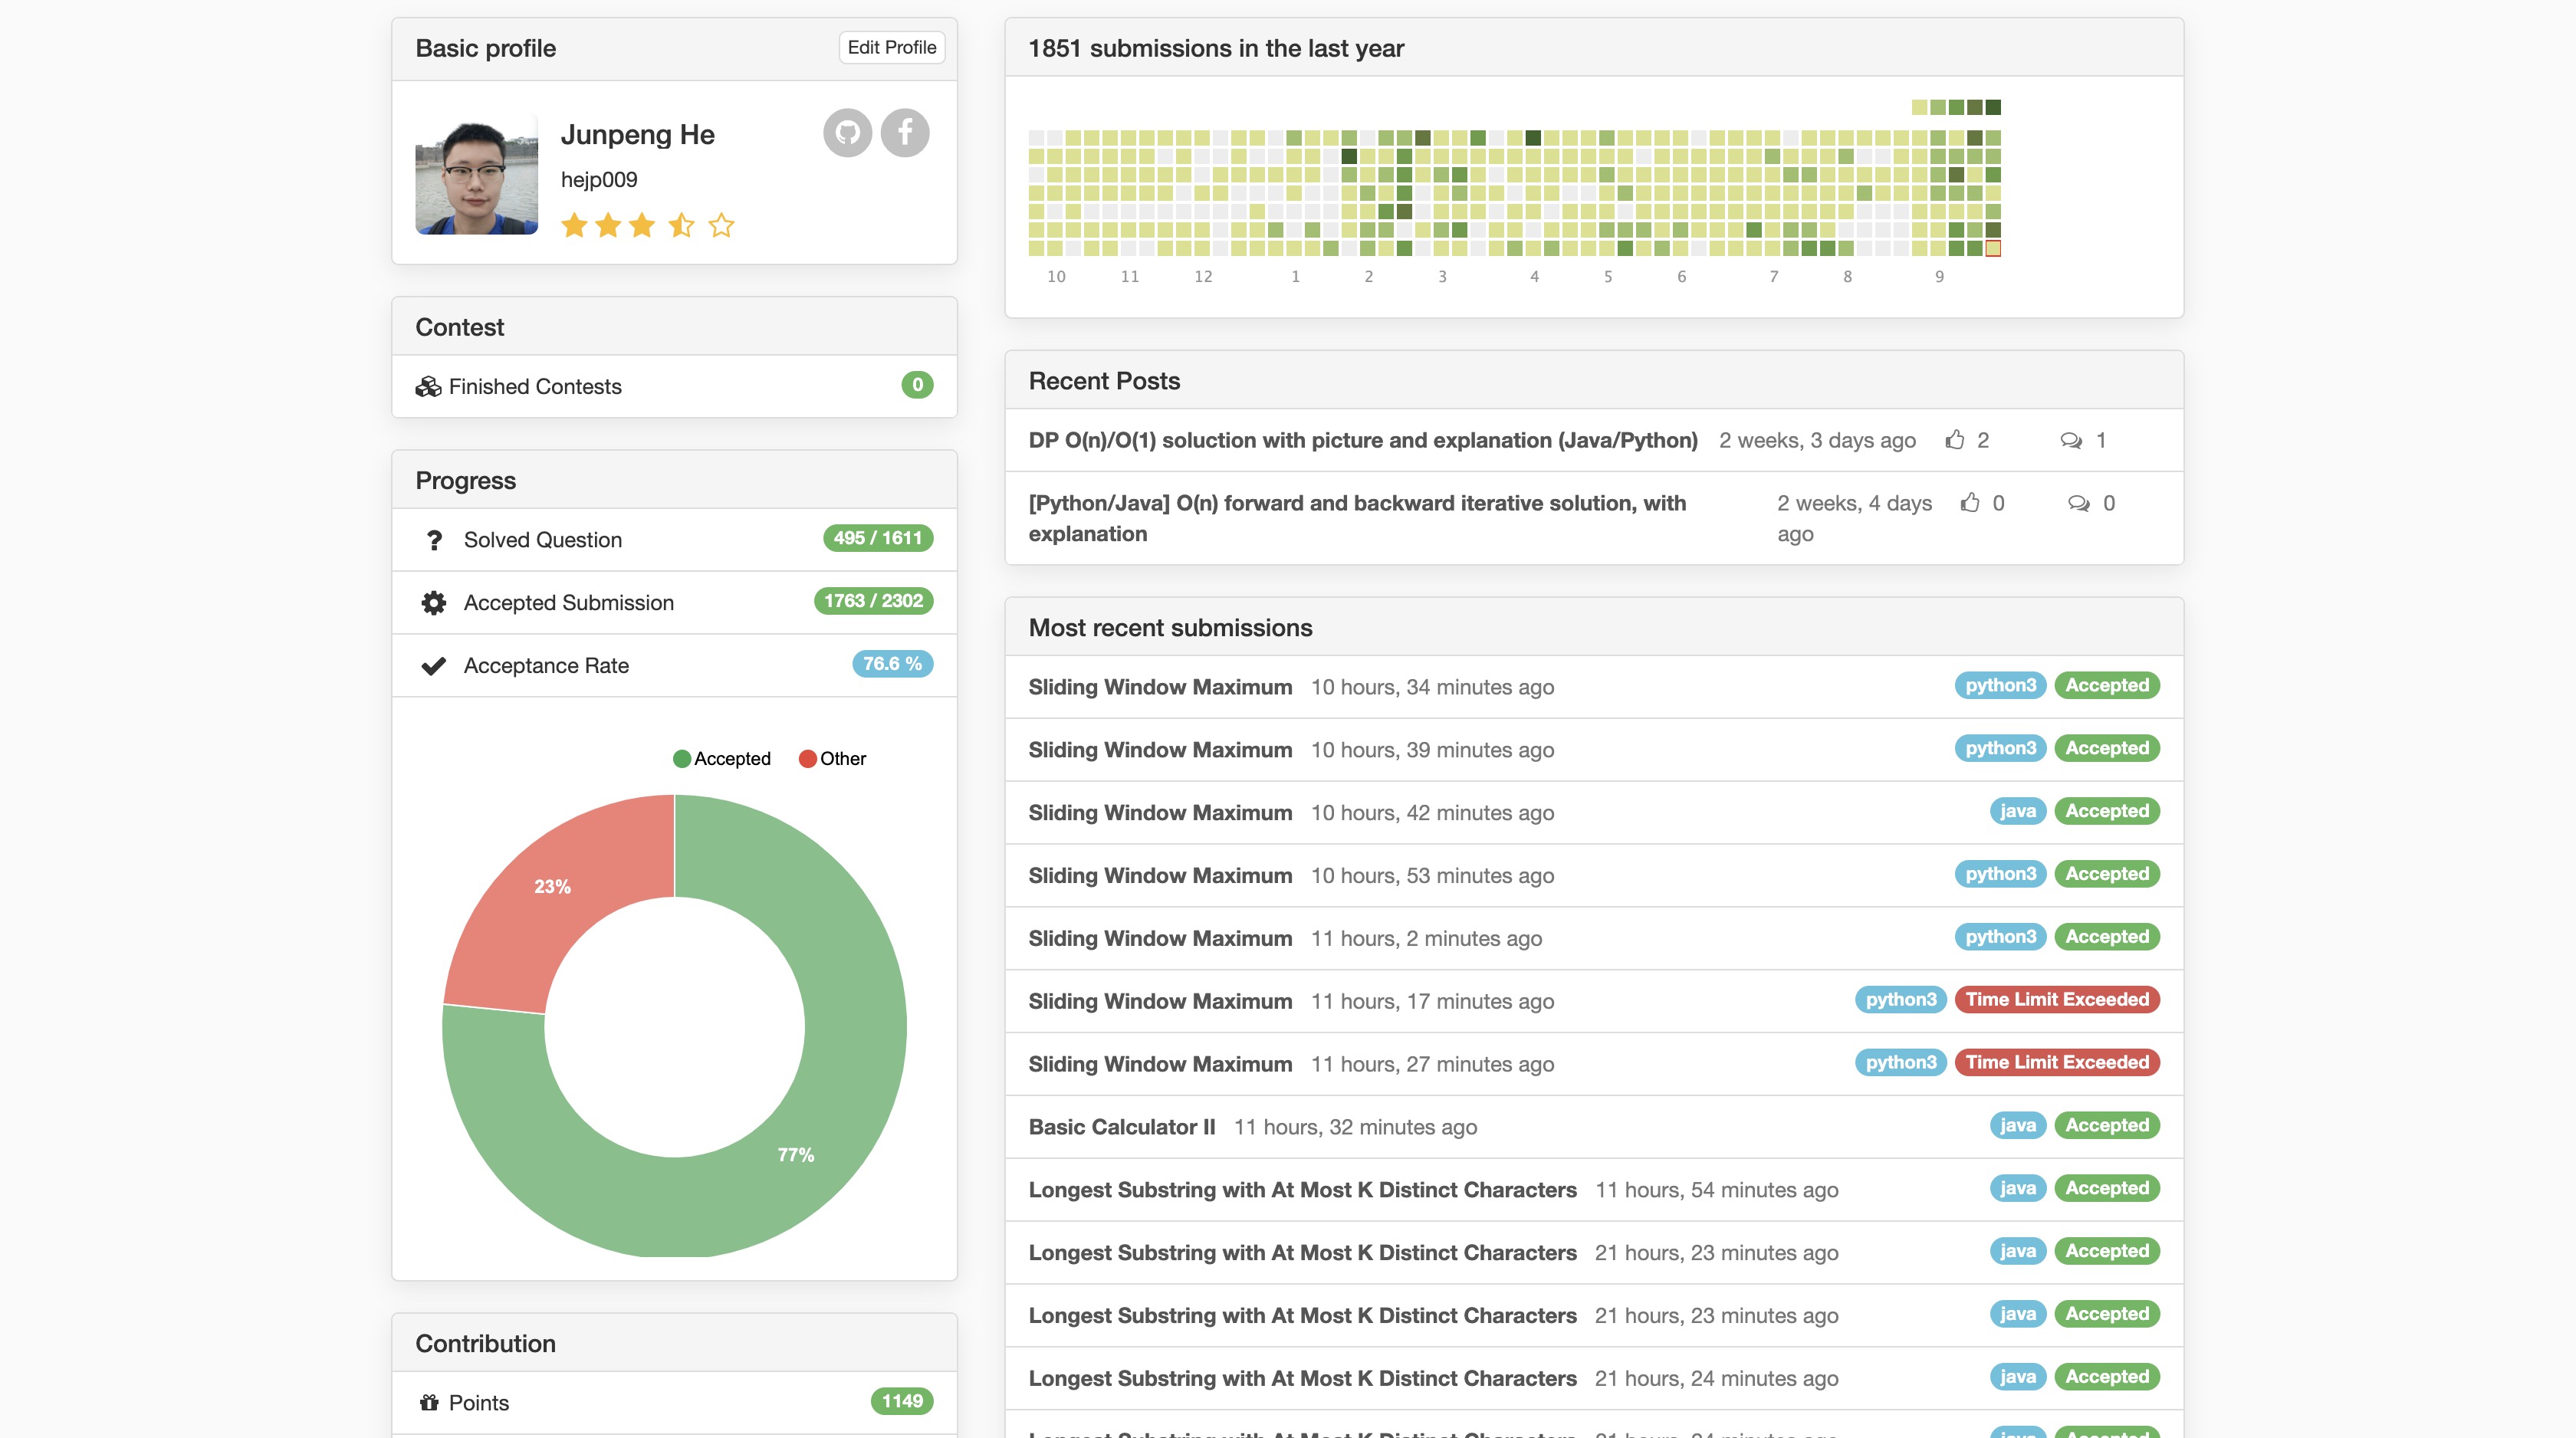 Basic profile
Edit Profile
Junpeng He
hejp009
Contest
Finished Contests 0
Progress
? Solved Question 495 / 1611
Accepted Submission 1763 / 2302
Acceptance Rate 76.6 %
Accepted Other
23%
77%
Contribution
Points 1149
1851 submissions in the last year
10 11 12 1 2 3 4 5 6 7 8 9
Recent Posts
DP O(n)/O(1) soluction with picture and explanation (Java/Python) 2 weeks, 3 days ago 2 1
[Python/Java] O(n) forward and backward iterative solution, with
explanation
2 weeks, 4 days
ago
0 0
Most recent submissions
Sliding Window Maximum 10 hours, 34 minutes ago python3 Accepted
Sliding Window Maximum 10 hours, 39 minutes ago python3 Accepted
Sliding Window Maximum 10 hours, 42 minutes ago java Accepted
Sliding Window Maximum 10 hours, 53 minutes ago python3 Accepted
Sliding Window Maximum 11 hours, 2 minutes ago python3 Accepted
Sliding Window Maximum 11 hours, 17 minutes ago python3 Time Limit Exceeded
Sliding Window Maximum 11 hours, 27 minutes ago python3 Time Limit Exceeded
Basic Calculator II 11 hours, 32 minutes ago java Accepted
Longest Substring with At Most K Distinct Characters 11 hours, 54 minutes ago java Accepted
Longest Substring with At Most K Distinct Characters 21 hours, 23 minutes ago java Accepted
Longest Substring with At Most K Distinct Characters 21 hours, 23 minutes ago java Accepted
Longest Substring with At Most K Distinct Characters 21 hours, 24 minutes ago java Accepted